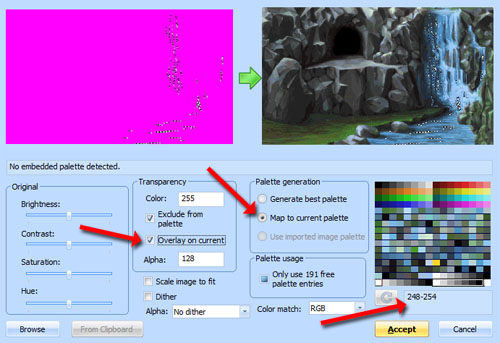 No embedded palette detected.
Original
Brightness:
Contrast:
Saturation:
Hue:
Transparency
Color: 255
Exclude from
palette
Overlay on current
Alpha: 128
Scale image to fit
Dither
Alpha: No dither
Palette generation
Generate best palette
Map to current palette
Use imported image palette
Palette usage
Only use 191 free
palette entries
Color match: RGB
248-254
Browse
From Clipboard
Accept
Cancel